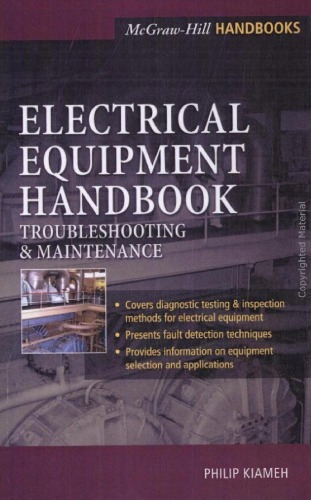 McGraw-Hill HANDBOOKS
ELECTRICAL
EQUIPMENT
HANDBOOK
TROUBLESHOOTING
& MAINTENANCE
• Covers diagnostic testing & inspection
methods for electrical equipment
• Presents fault detection techniques
• Provides information on equipment
selection and applications
Copyrighted Material
PHILIP KIAMEH